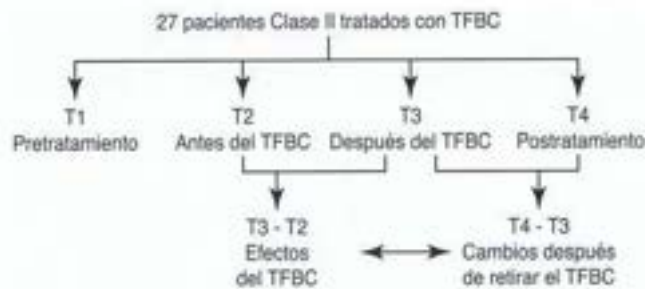 27 pacientes Clase II tratados con TFBC
T1
Pretratamiento
T2
Antes del TFBC
T3
Después del TFBC
T4
Postratamiento
T3 - T2
Efectos
del TFBC
T4 - T3
Cambios después
de retirar el TFBC